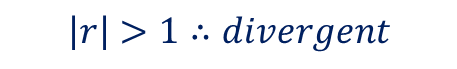 |r| > 1 ∴ divergent